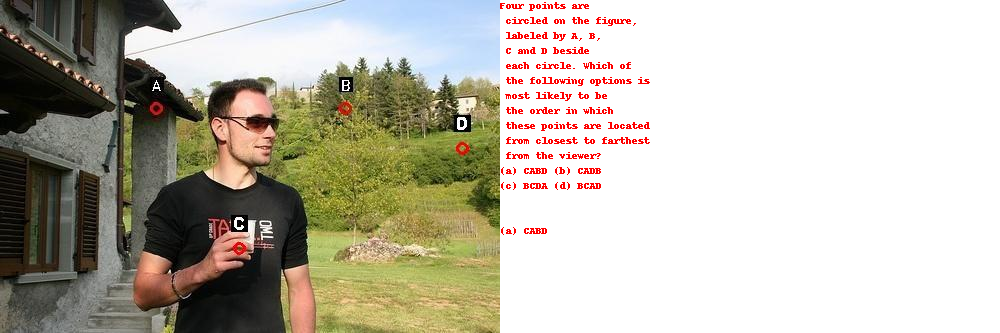 A
B
D
C
Four points are
circled on the figure,
labeled by A, B,
C and D beside
each circle. Which of
the following options is
most likely to be
the order in which
these points are located
from closest to farthest
from the viewer?
(a) CABD (b) CADB
(c) BCDA (d) BCAD
(a) CABD